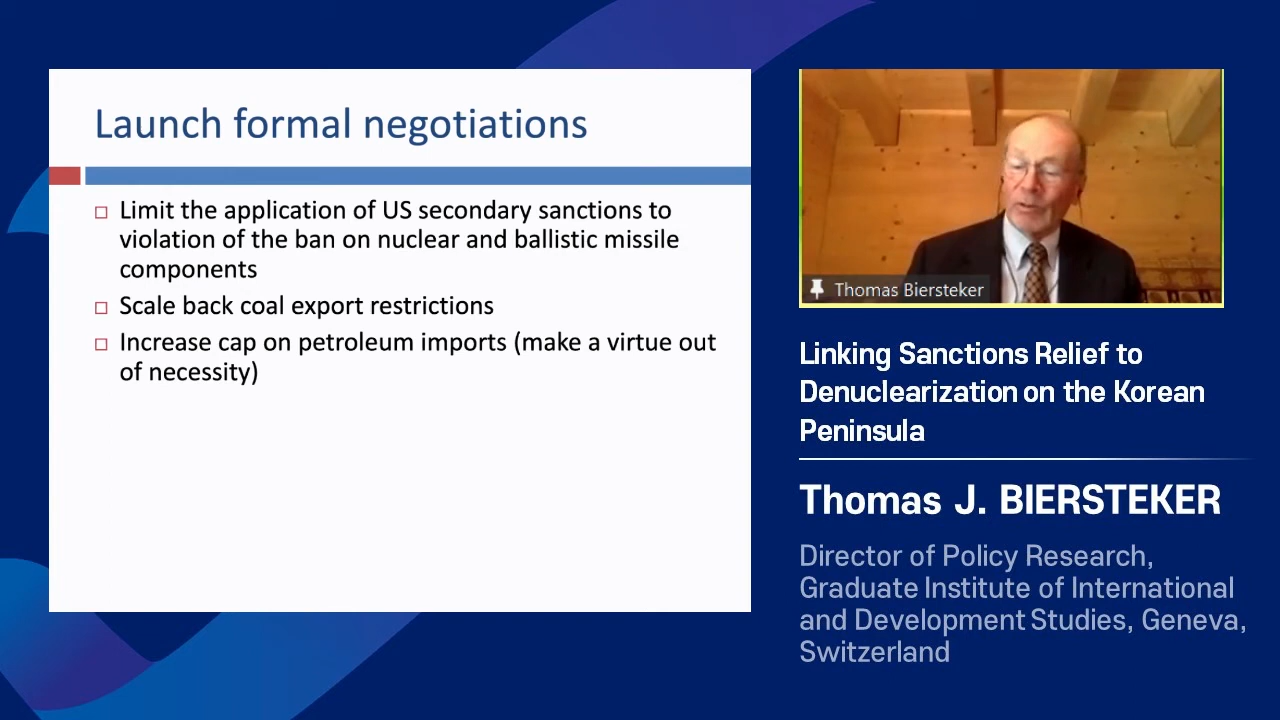 Launch formal negotiations
Limit the application of US secondary sanctions to
violation of the ban on nuclear and ballistic missile
components
Scale back coal export restrictions
Increase cap on petroleum imports (make a virtue out
of necessity)
Thomas Biersteker
Linking Sanctions Relief to
Denuclearization on the Korean
Peninsula
Thomas J. BIERSTEKER
Director of Policy Research,
Graduate Institute of International
and Development Studies, Geneva,
Switzerland